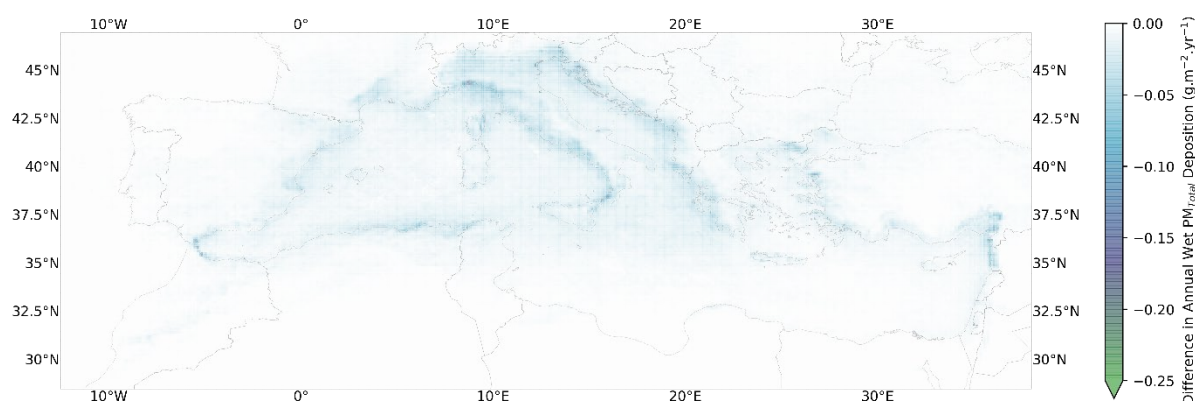 10°W 0° 10°E 20°E 30°E
45°N 45°N
42.5°N 42.5°N
40°N 40°N
37.5°N 37.5°N
35°N 35°N
32.5°N 32.5°N
30°N 30°N
10°W 0° 10°E 20°E 30°E
0.00
−0.05
−0.10
−0.15
−0.20
−0.25
Difference in Annual Wet PM_Total Deposition (g.m⁻².yr⁻¹)